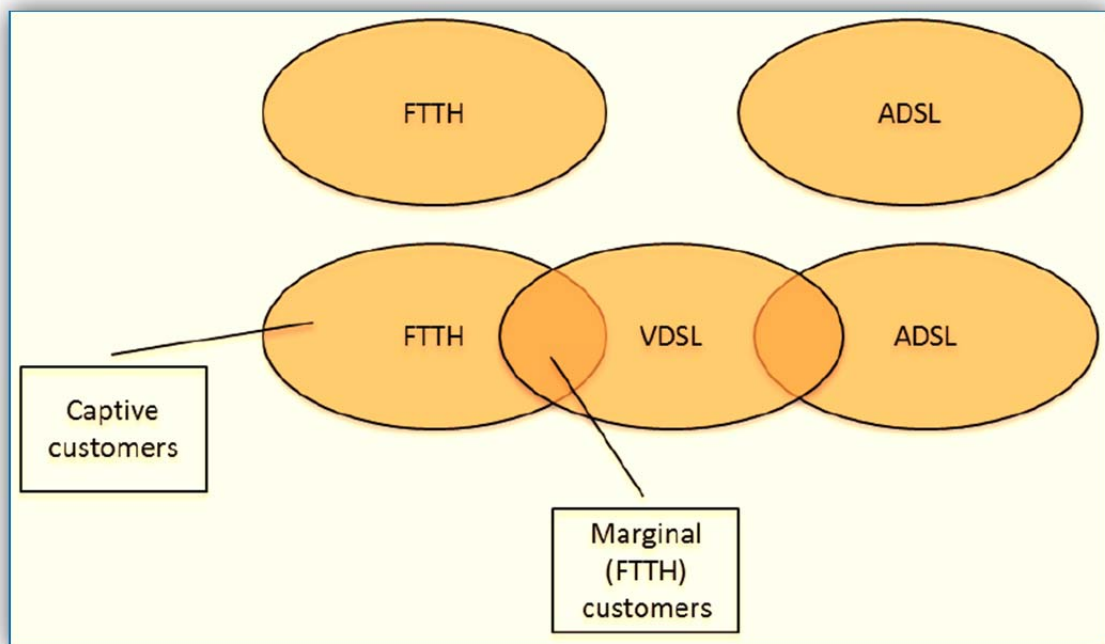 FTTH
ADSL
FTTH
VDSL
ADSL
Captive
customers
Marginal
(FTTH)
customers